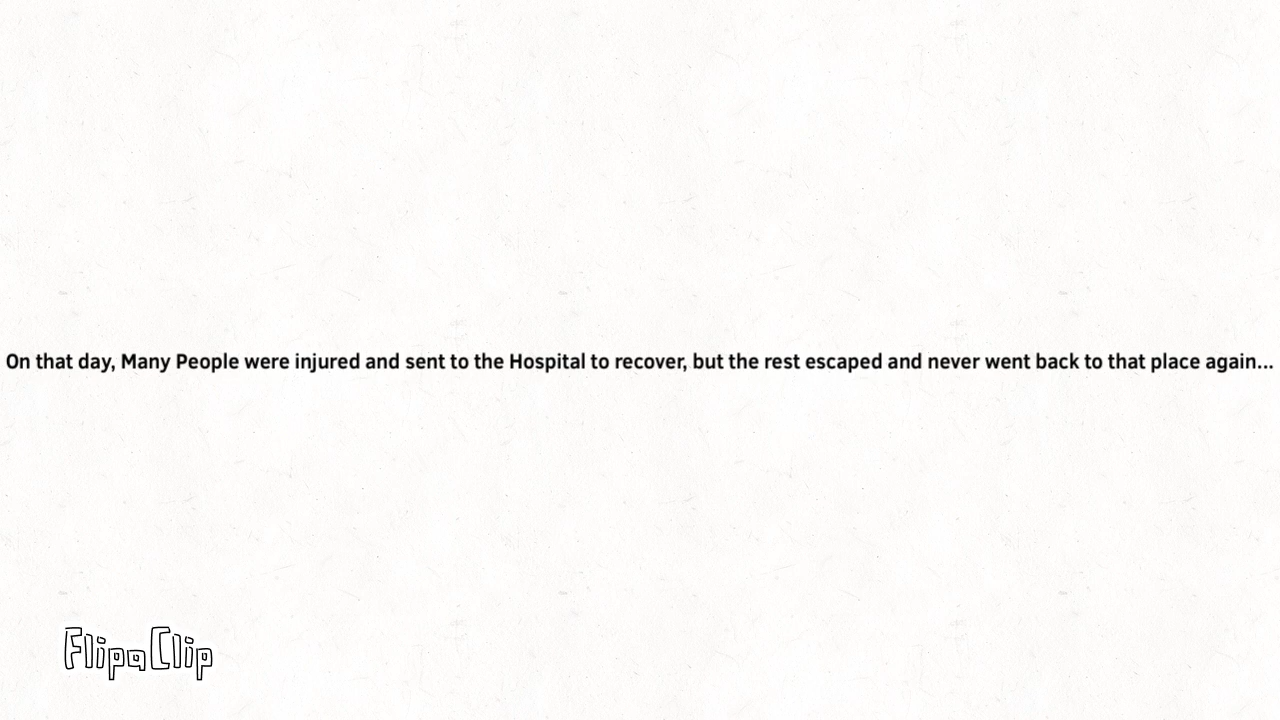 On that day, Many People were injured and sent to the Hospital to recover, but the rest escaped and never went back to that place again...
FlipaClip